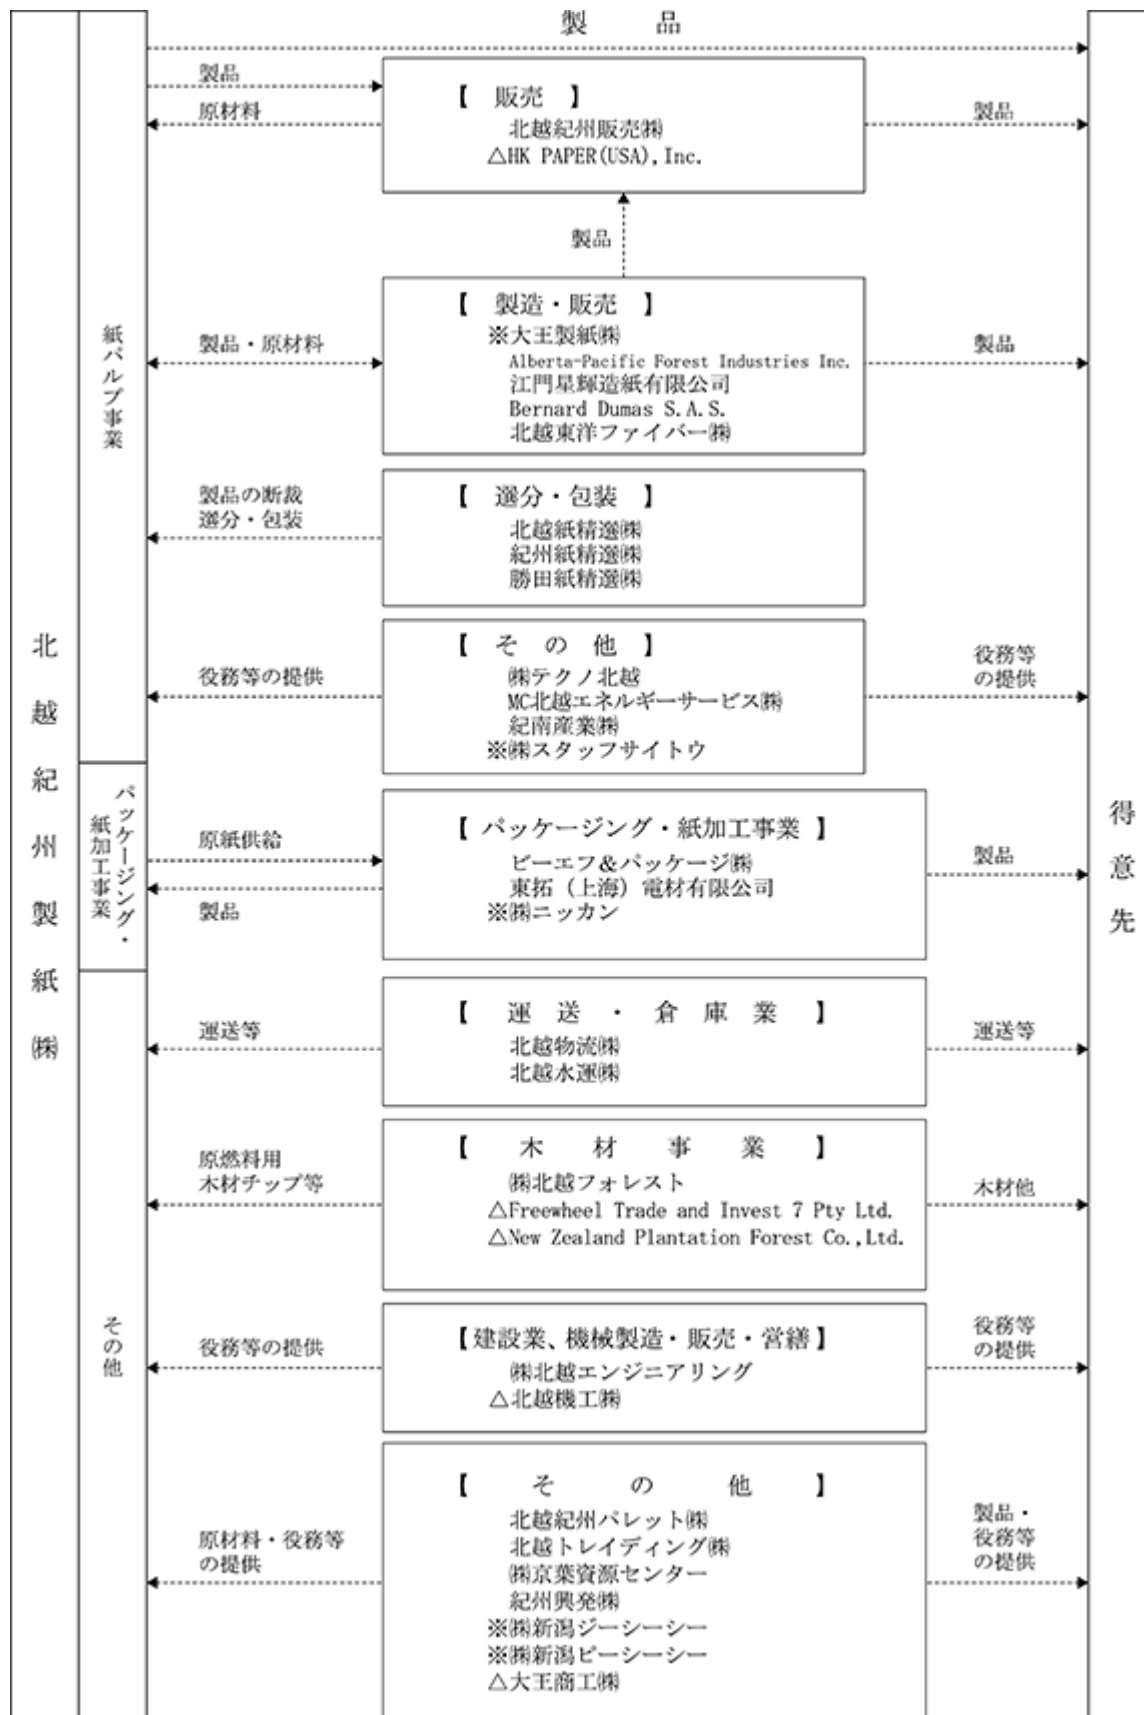 製品
製品
原材料
【 販売 】
北越紀州販売㈱
△HK PAPER(USA), Inc.
製品
製品
【 製造・販売 】
※大王製紙㈱
Alberta-Pacific Forest Industries Inc.
江門星輝造紙有限公司
Bernard Dumas S.A.S.
北越東洋ファイバー㈱
製品・原材料
製品
紙パルプ事業
製品の断裁
選分・包装
【 選分・包装 】
北越紙精選㈱
紀州紙精選㈱
勝田紙精選㈱
役務等の提供
【 その他 】
㈱テクノ北越
MC北越エネルギーサービス㈱
紀南産業㈱
※㈱スタッフサイトウ
役務等
の提供
北越紀州製紙㈱
得意先
パッケージング・
紙加工事業
原紙供給
製品
【 パッケージング・紙加工事業 】
ビーエフ&パッケージ㈱
東拓（上海）電材有限公司
※㈱ニッカン
製品
運送等
【 運送・倉庫業 】
北越物流㈱
北越水運㈱
運送等
原燃料用
木材チップ等
【 木材事業 】
㈱北越フォレスト
△Freewheel Trade and Invest 7 Pty Ltd.
△New Zealand Plantation Forest Co.,Ltd.
木材他
その他
役務等の提供
【建設業、機械製造・販売・営繕】
㈱北越エンジニアリング
△北越機工㈱
役務等
の提供
原材料・役務等
の提供
【 その他 】
北越紀州パレット㈱
北越トレイディング㈱
㈱京葉資源センター
紀州興発㈱
※㈱新潟ジーシーシー
※㈱新潟ピーシーシー
△大王商工㈱
製品・
役務等
の提供